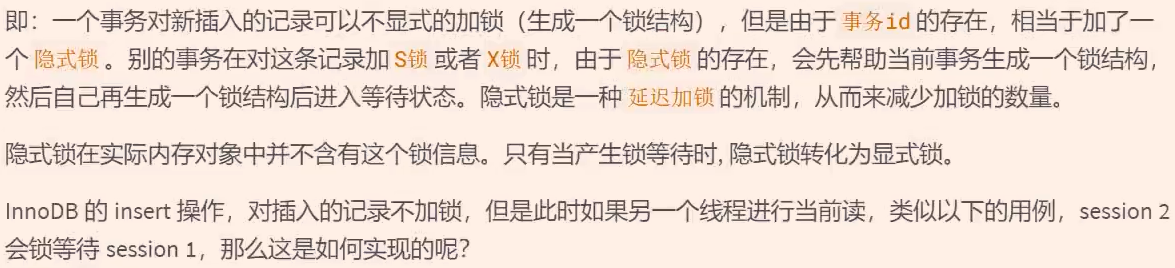 即：一个事务对新插入的记录可以不显式的加锁（生成一个锁结构），但是由于 事务id 的存在，相当于加了一
个 隐式锁 。别的事务在对这条记录加 S锁 或者 X锁 时，由于 隐式锁 的存在，会先帮助当前事务生成一个锁结构，
然后自己再生成一个锁结构后进入等待状态。隐式锁是一种 延迟加锁 的机制，从而来减少加锁的数量。
隐式锁在实际内存对象中并不含有这个锁信息。只有当产生锁等待时, 隐式锁转化为显式锁。
InnoDB 的 insert 操作，对插入的记录不加锁，但是此时如果另一个线程进行当前读，类似以下的用例，session 2
会锁等待 session 1，那么这是如何实现的呢？